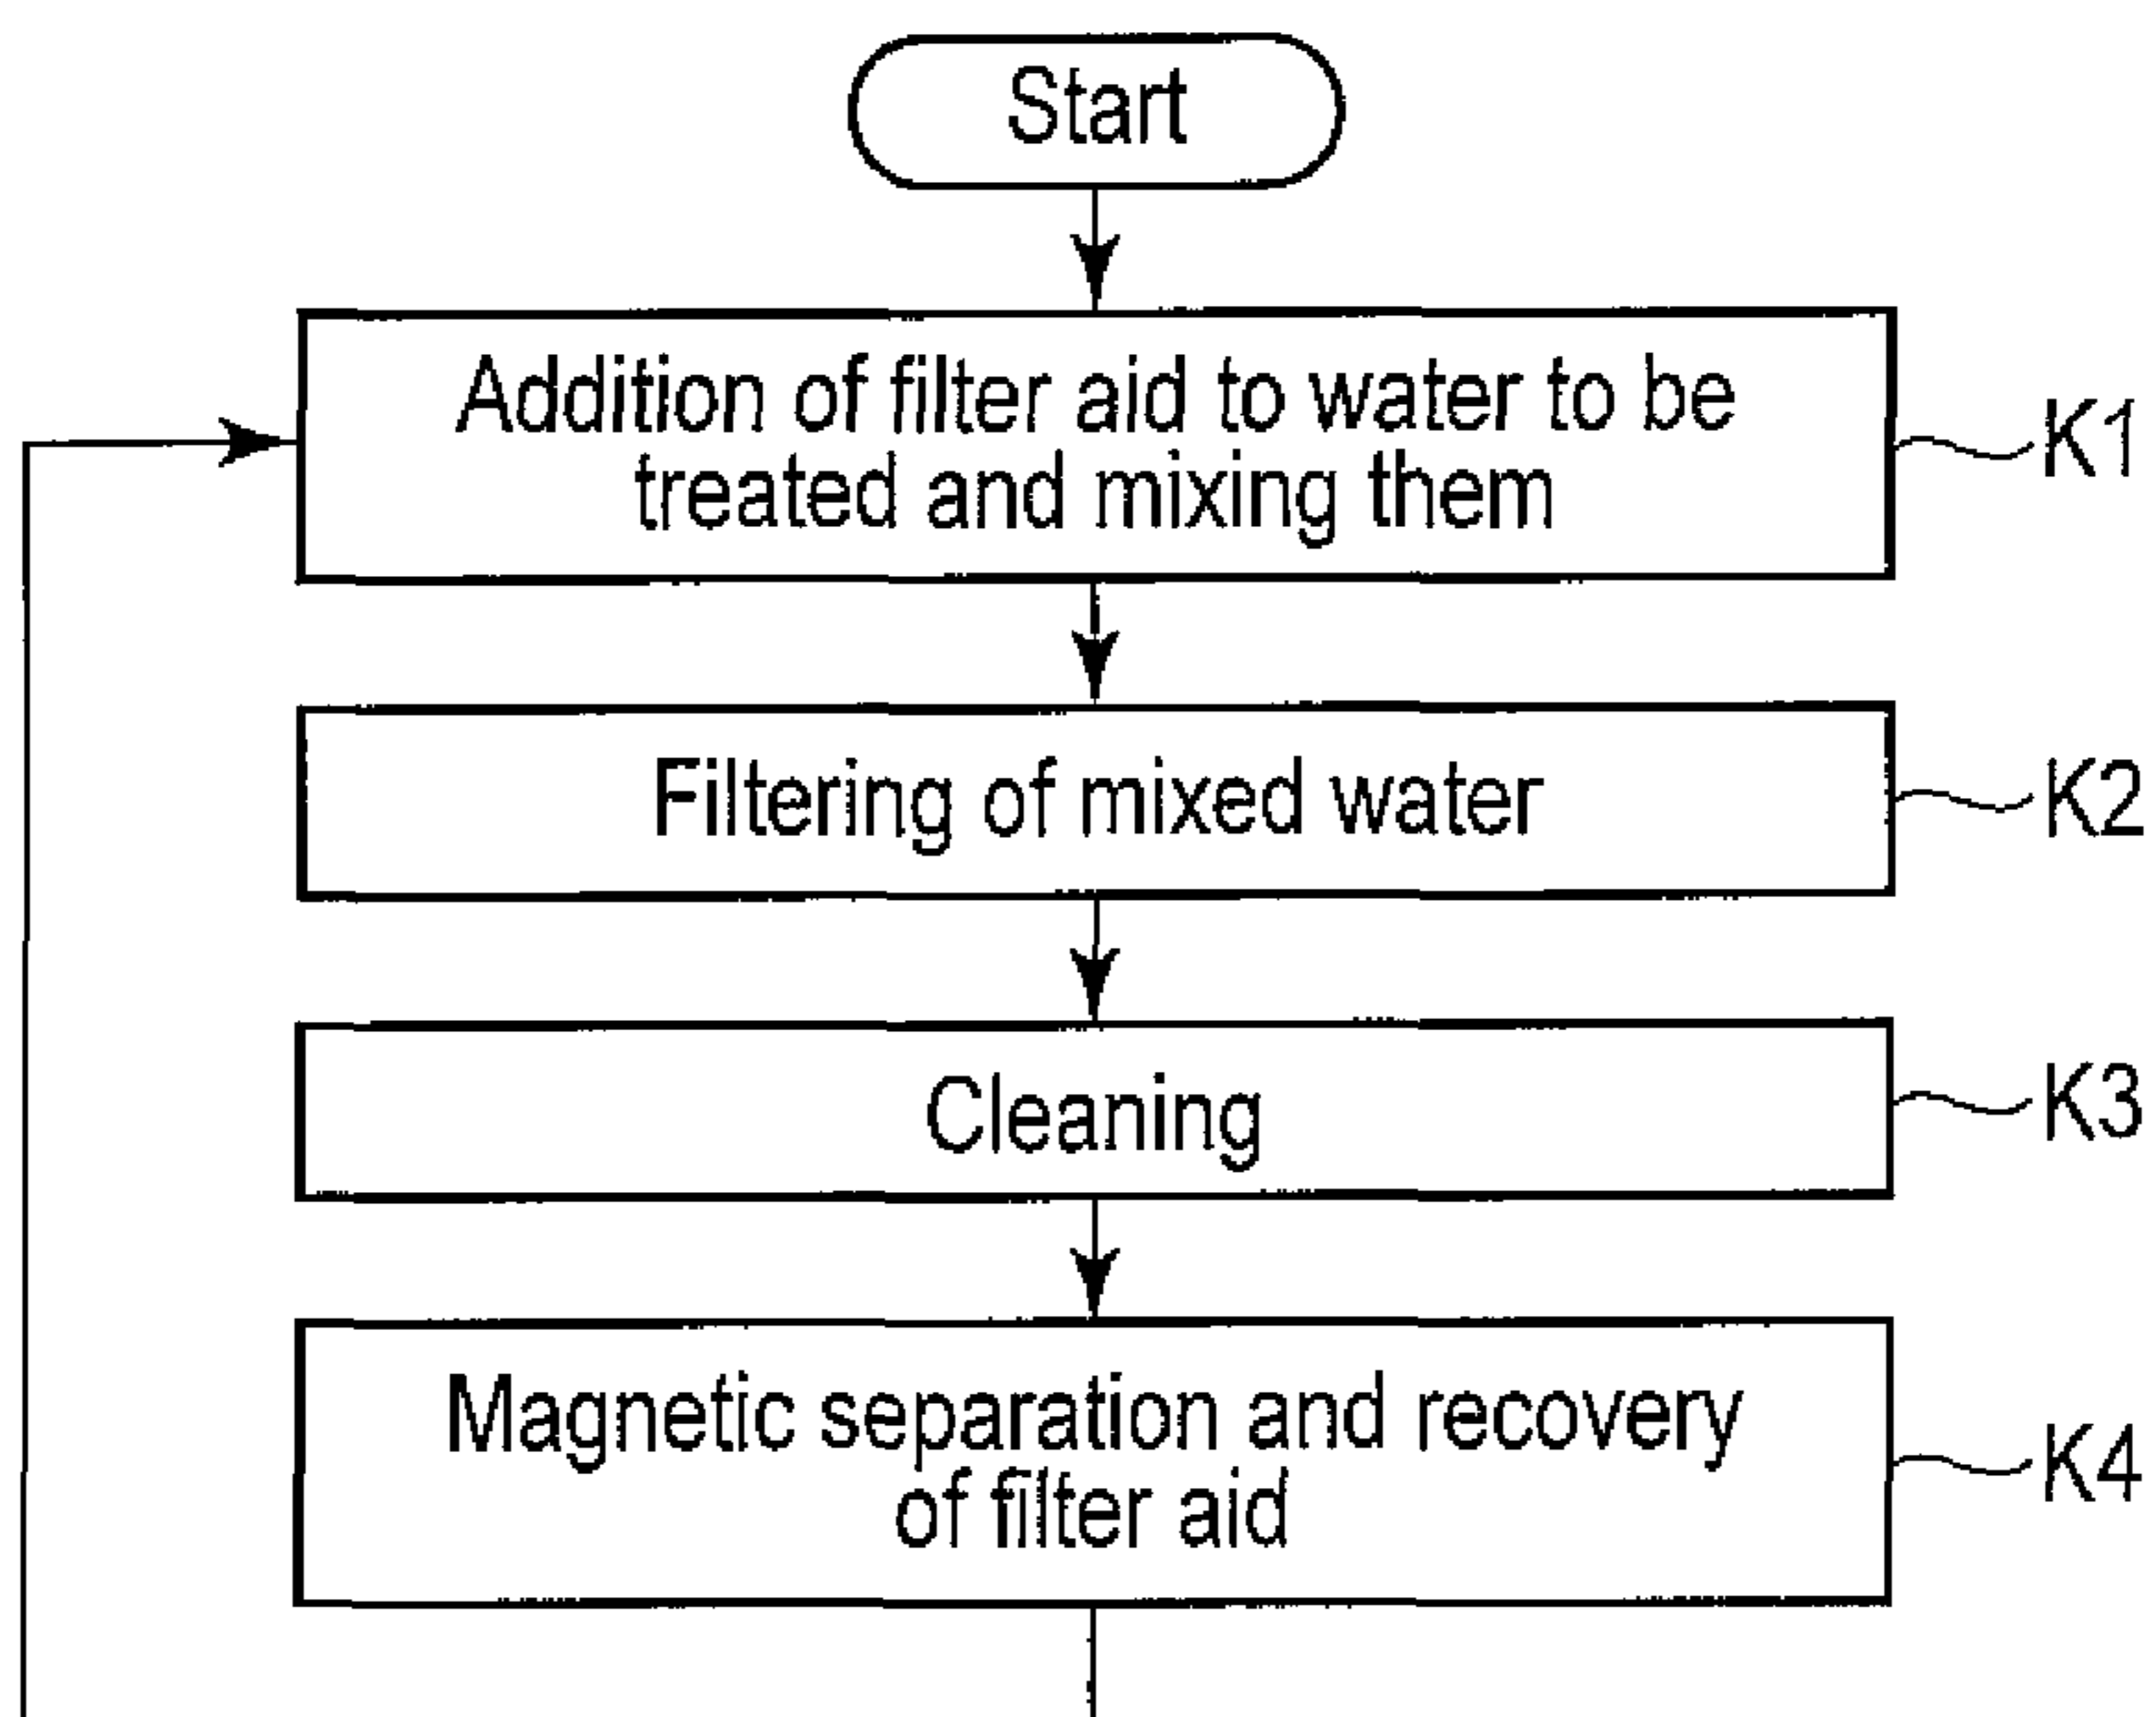 Start
Addition of filter aid to water to be
treated and mixing them
K1
Filtering of mixed water
K2
Cleaning
K3
Magnetic separation and recovery
of filter aid
K4